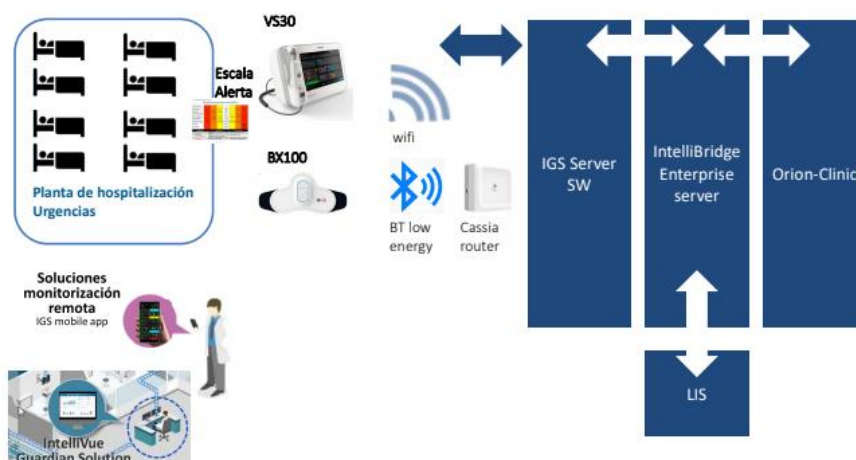 VS30
Escala
Alerta
BX100
Planta de hospitalización
Urgencias
wifi
BT low
energy
Cassia
router
IGS Server
SW
IntelliBridge
Enterprise
server
Orion-Clinic
LIS
Soluciones
monitorización
remota
IGS mobile app
IntelliVue
Guardian Solution